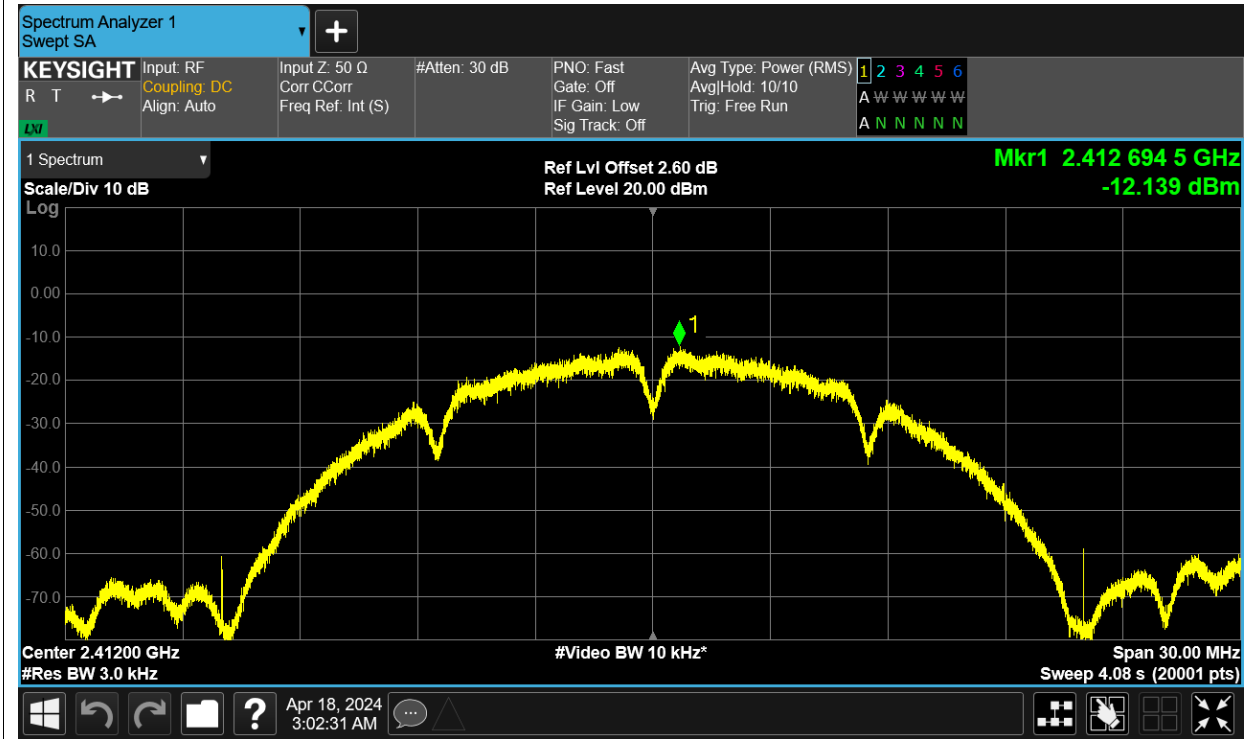 Spectrum Analyzer 1
Swept SA
+
KEYSIGHT
R T
LXI
Input: RF
Coupling: DC
Align: Auto
Input Z: 50 Ω
Corr CCorr
Freq Ref: Int (S)
#Atten: 30 dB
PNO: Fast
Gate: Off
IF Gain: Low
Sig Track: Off
Avg Type: Power (RMS)
Avg|Hold: 10/10
Trig: Free Run
1 2 3 4 5 6
A W W W W W
A N N N N N
1 Spectrum
Scale/Div 10 dB
Log
Ref Lvl Offset 2.60 dB
Ref Level 20.00 dBm
Mkr1 2.412 694 5 GHz
-12.139 dBm
10.0
0.00
-10.0
1
-20.0
-30.0
-40.0
-50.0
-60.0
-70.0
Center 2.41200 GHz
#Res BW 3.0 kHz
#Video BW 10 kHz*
Span 30.00 MHz
Sweep 4.08 s (20001 pts)
?
Apr 18, 2024
3:02:31 AM